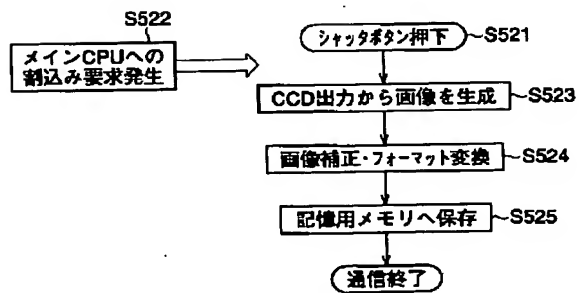 S522
メインCPUへの
割込み要求発生
シャッタボタン押下
S521
CCD出力から画像を生成
S523
画像補正・フォーマット変換
S524
記憶用メモリへ保存
S525
通信終了